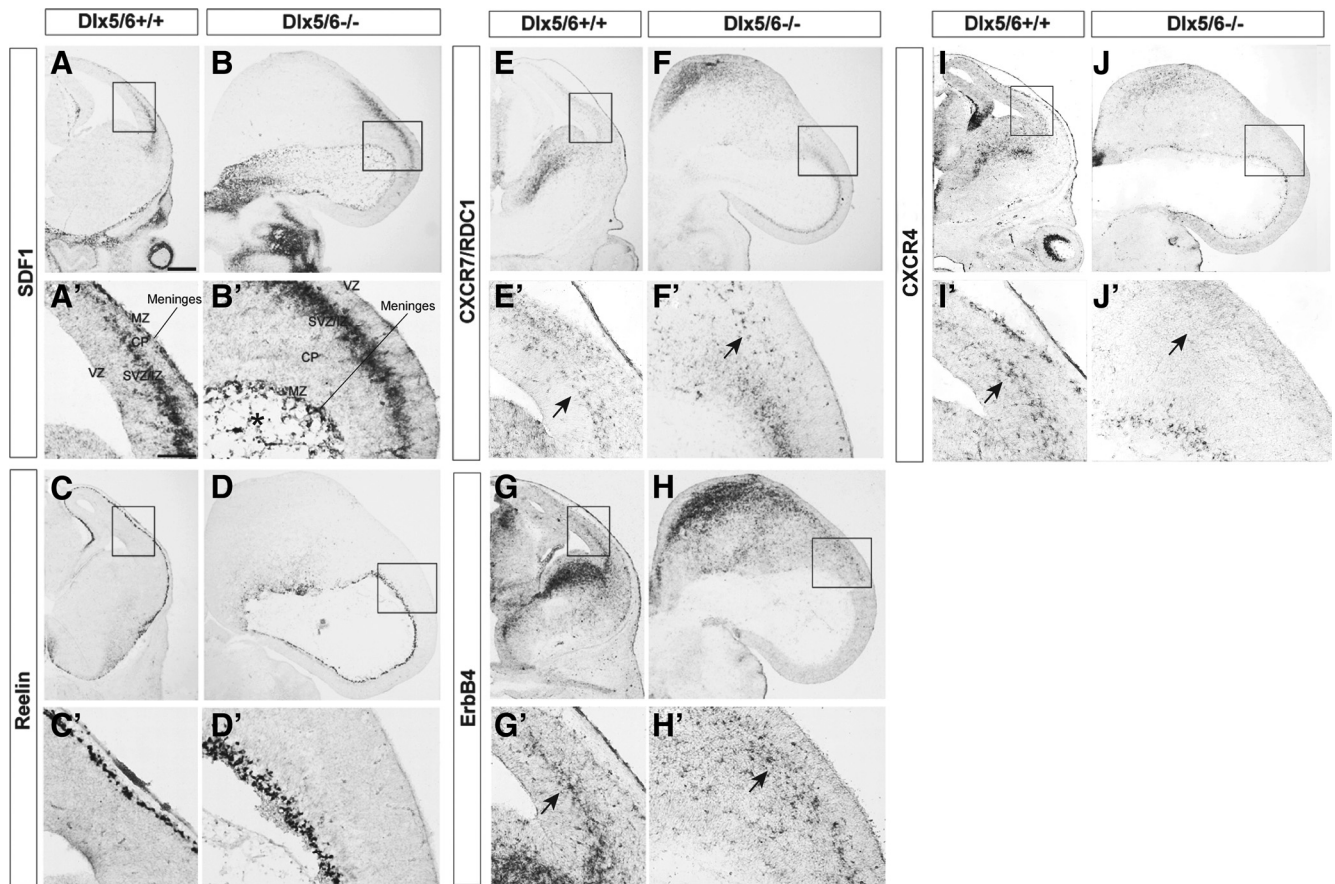 Dlx5/6+/+
Dlx5/6-/-
Dlx5/6+/+
Dlx5/6-/-
Dlx5/6+/+
Dlx5/6-/-
SDF1
A
B
A'
MZ
Meninges
CP
VZ
SVZ/IZ
B'
VZ
Meninges
SVZ/IZ
CP
MZ
*
Reelin
C
D
C'
D'
CXCR7/RDC1
E
F
E'
F'
ErbB4
G
H
G'
H'
CXCR4
I
J
I'
J'